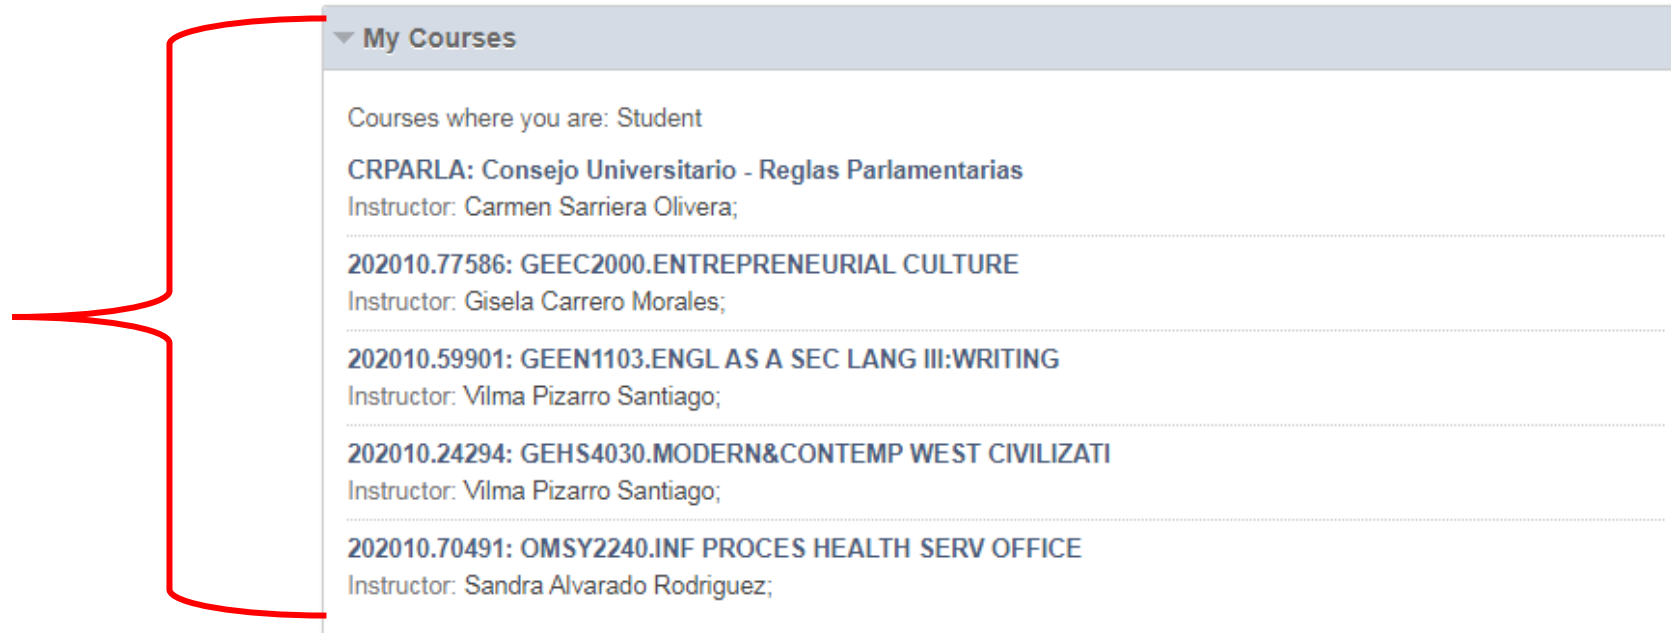 My Courses
Courses where you are: Student
CRPARLA: Consejo Universitario - Reglas Parlamentarias
Instructor: Carmen Sarriera Olivera;
202010.77586: GEEC2000.ENTREPRENEURIAL CULTURE
Instructor: Gisela Carrero Morales;
202010.59901: GEEN1103.ENGL AS A SEC LANG III:WRITING
Instructor: Vilma Pizarro Santiago;
202010.24294: GEHS4030.MODERN&CONTEMP WEST CIVILIZATI
Instructor: Vilma Pizarro Santiago;
202010.70491: OMSY2240.INF PROCES HEALTH SERV OFFICE
Instructor: Sandra Alvarado Rodriguez;